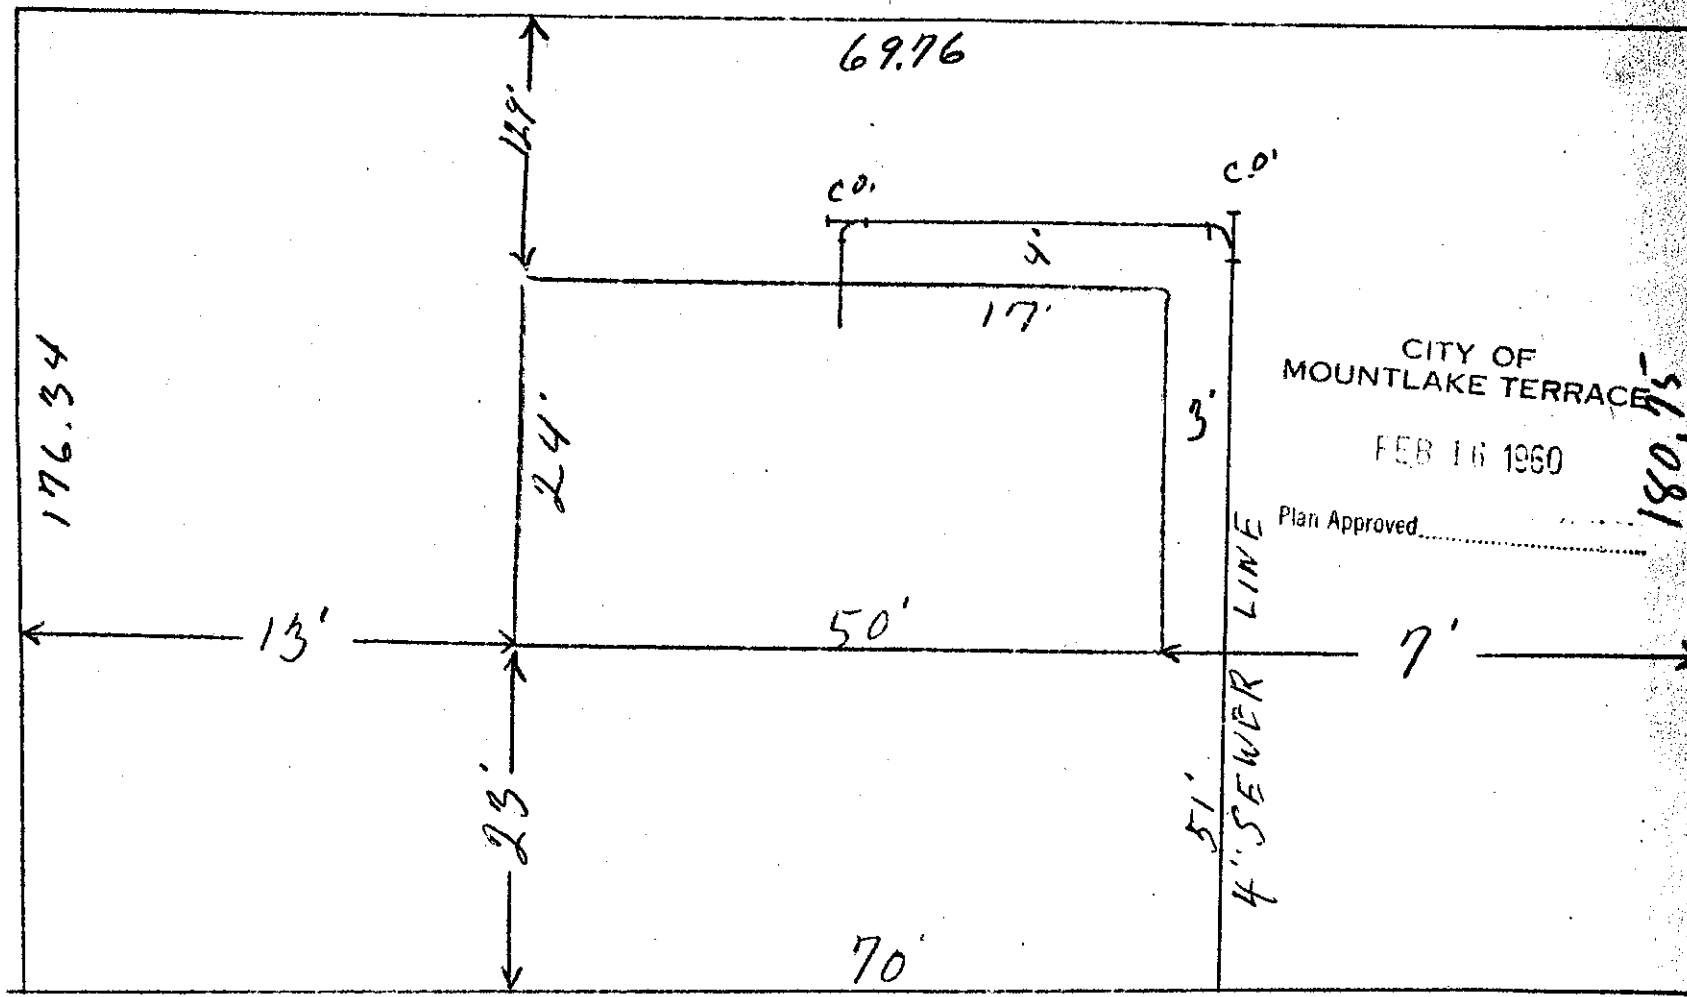 69.76
129'
C.O.
C.O.
4'
17'
CITY OF
MOUNTLAKE TERRACE
176.34
24'
3'
180.75
FEB 16 1960
Plan Approved
13'
50'
7'
23'
51'
4" SEWER LINE
70'